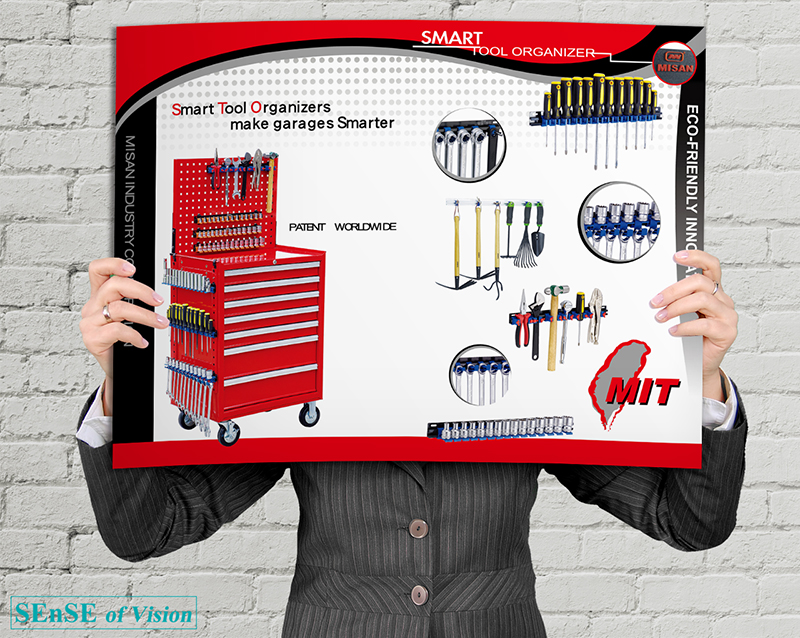 SMART
TOOL ORGANIZER
MISAN
Smart Tool Organizers
make garages Smarter
PATENT WORLDWIDE
MISAN INDUSTRY CO
ECO-FRIENDLY
MIT
SEnSE of Vision